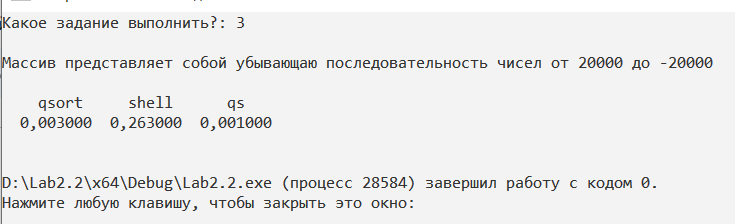 Какое задание выполнить?: 3
Массив представляет собой убывающаю последовательность чисел от 20000 до -20000
qsort shell qs
0,003000 0,263000 0,001000
D:\Lab2.2\x64\Debug\Lab2.2.exe (процесс 28584) завершил работу с кодом 0.
Нажмите любую клавишу, чтобы закрыть это окно: